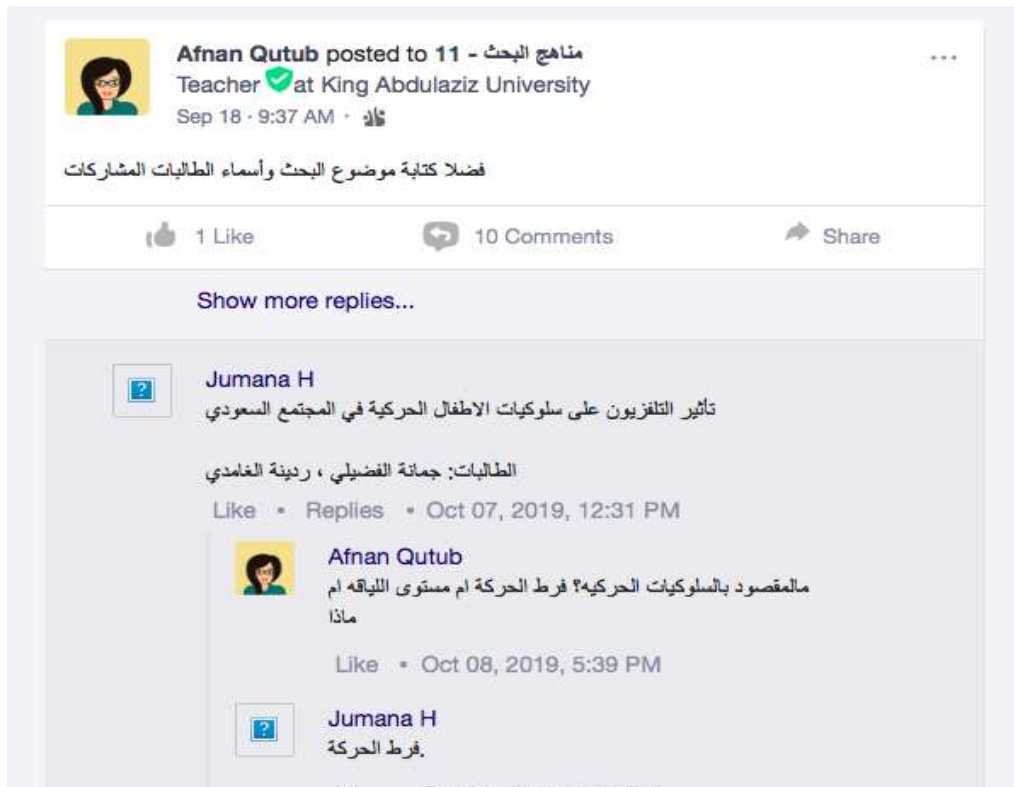 Afnan Qutub posted to 11 - مناهج البحث
Teacher at King Abdulaziz University
Sep 18 · 9:37 AM ·
فضلا كتابة موضوع البحث وأسماء الطالبات المشاركات
1 Like 10 Comments Share
Show more replies...
Jumana H
تأثير التلفزيون على سلوكيات الاطفال الحركية في المجتمع السعودي
الطالبات: جمانة الفضيلي ، ردينة الغامدي
Like • Replies • Oct 07, 2019, 12:31 PM
Afnan Qutub
مالمقصود بالسلوكيات الحركيه؟ فرط الحركة ام مستوى اللياقه ام
ماذا
Like • Oct 08, 2019, 5:39 PM
Jumana H
فرط الحركة.